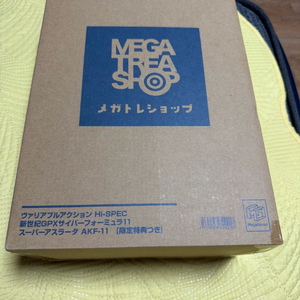 MEGA
TREA
SHOP
メガトレショップ
ヴァリアブルアクション Hi-SPEC
新世紀GPXサイバーフォーミュラ11
スーパーアスラーダ AKF-11 【限定特典つき】